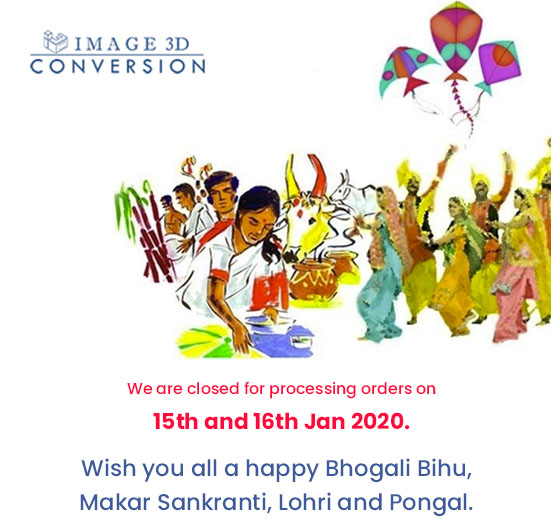 IMAGE 3D
CONVERSION
We are closed for processing orders on
15th and 16th Jan 2020.
Wish you all a happy Bhogali Bihu,
Makar Sankranti, Lohri and Pongal.